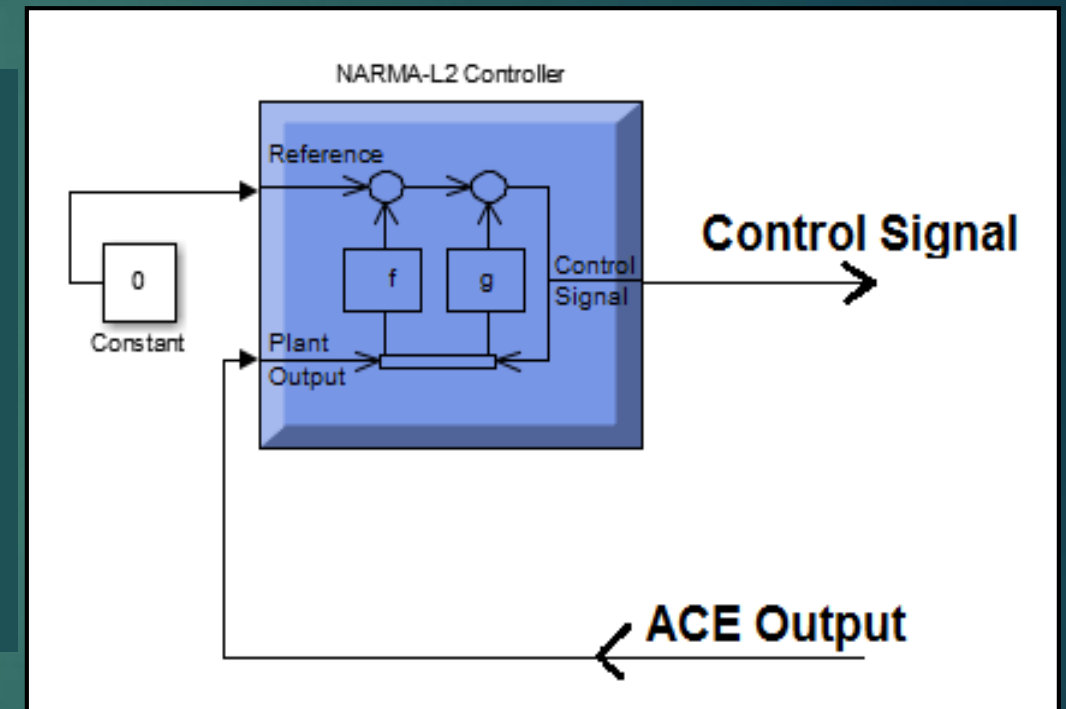 NARMA-L2 Controller
Reference
Control Signal
f
g
Control
Signal
0
Constant
Plant
Output
ACE Output